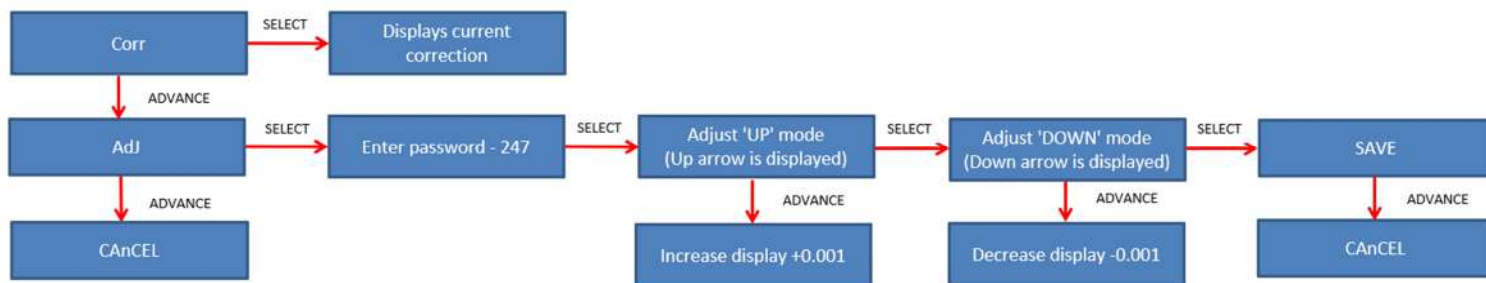 Corr
SELECT
Displays current
correction
ADVANCE
AdJ
SELECT
Enter password - 247
SELECT
Adjust 'UP' mode
(Up arrow is displayed)
SELECT
Adjust 'DOWN' mode
(Down arrow is displayed)
SELECT
SAVE
ADVANCE
ADVANCE
ADVANCE
ADVANCE
CAnCEL
Increase display +0.001
Decrease display -0.001
CAnCEL